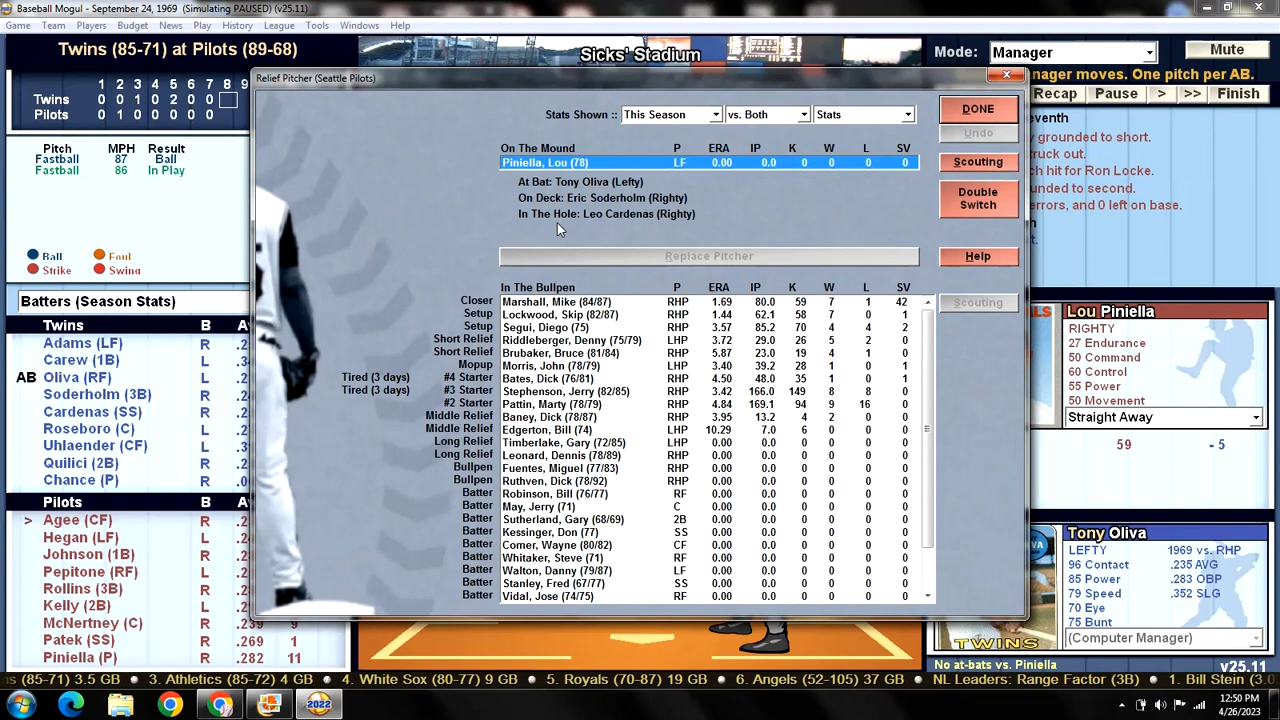 Baseball Mogul - September 24, 1969 (Simulating PAUSED) (v25.11)
Game Team Players Budget News Play History League Tools Windows Help
Twins (85-71) at Pilots (89-68)
Sicks' Stadium
Mode: Manager Mute
nager moves. One pitch per AB.
Recap Pause > >> Finish
1 2 3 4 5 6 7 8 9
Twins 0 0 1 0 2 0 0
Pilots 0 1 0 0 0 0 0
Pitch MPH Result
Fastball 87 Ball
Fastball 86 In Play
Ball Foul
Strike Swing
eventh
y grounded to short.
ruck out.
ch hit for Ron Locke.
unded to second.
errors, and 0 left on base.
Batters (Season Stats)
Twins B A
Adams (LF) R .2
Carew (1B) L .2
AB Oliva (RF) L .2
Soderholm (3B) R .2
Cardenas (SS) R .2
Roseboro (C) L .2
Uhlaender (CF) L .3
Quilici (2B) R .2
Chance (P) R .0
Pilots B A
> Agee (CF) R .2
Hegan (LF) L .2
Johnson (1B) R .2
Pepitone (RF) L .2
Rollins (3B) R .2
Kelly (2B) L .2
McNertney (C) R .239 9
Patek (SS) R .269 1
Piniella (P) R .282 11
Relief Pitcher (Seattle Pilots)
Stats Shown :: This Season vs. Both Stats
DONE
Undo
Scouting
Double Switch
Help
Scouting
On The Mound P ERA IP K W L SV
Piniella, Lou (78) LF 0.00 0.0 0 0 0 0
At Bat: Tony Oliva (Lefty)
On Deck: Eric Soderholm (Righty)
In The Hole: Leo Cardenas (Righty)
Replace Pitcher
In The Bullpen P ERA IP K W L SV
Closer Marshall, Mike (84/87) RHP 1.69 80.0 59 7 1 42
Setup Lockwood, Skip (82/87) RHP 1.44 62.1 58 7 0 1
Setup Segui, Diego (75) RHP 3.57 85.2 70 4 4 2
Short Relief Riddleberger, Denny (75/79) LHP 3.72 29.0 26 5 2 0
Short Relief Brubaker, Bruce (81/84) RHP 5.87 23.0 19 4 1 0
Mopup Morris, John (78/79) LHP 3.40 39.2 28 1 0 1
Tired (3 days) #4 Starter Bates, Dick (76/81) RHP 4.50 48.0 35 1 0 1
Tired (3 days) #3 Starter Stephenson, Jerry (82/85) RHP 3.42 166.0 149 8 8 0
#2 Starter Pattin, Marty (78/79) RHP 4.84 169.1 94 9 16 0
Middle Relief Baney, Dick (78/87) RHP 3.95 13.2 4 2 0 0
Middle Relief Edgerton, Bill (74) LHP 10.29 7.0 6 0 0 0
Long Relief Timberlake, Gary (72/85) LHP 0.00 0.0 0 0 0 0
Long Relief Leonard, Dennis (78/89) RHP 0.00 0.0 0 0 0 0
Bullpen Fuentes, Miguel (77/83) RHP 0.00 0.0 0 0 0 0
Bullpen Ruthven, Dick (78/92) RHP 0.00 0.0 0 0 0 0
Batter Robinson, Bill (76/77) RF 0.00 0.0 0 0 0 0
Batter May, Jerry (71) C 0.00 0.0 0 0 0 0
Batter Sutherland, Gary (68/69) 2B 0.00 0.0 0 0 0 0
Batter Kessinger, Don (77) SS 0.00 0.0 0 0 0 0
Batter Comer, Wayne (80/82) CF 0.00 0.0 0 0 0 0
Batter Whitaker, Steve (71) RF 0.00 0.0 0 0 0 0
Batter Walton, Danny (79/87) LF 0.00 0.0 0 0 0 0
Batter Stanley, Fred (67/77) SS 0.00 0.0 0 0 0 0
Batter Vidal, Jose (74/75) RF 0.00 0.0 0 0 0 0
Lou Piniella
RIGHTY
27 Endurance
50 Command
60 Control
55 Power
50 Movement
Straight Away
59 - 5
Tony Oliva
LEFTY 1969 vs. RHP
96 Contact .235 AVG
85 Power .283 OBP
79 Speed .352 SLG
70 Eye
75 Bunt
(Computer Manager)
TWINS
No at-bats vs. Piniella v25.11
ns (85-71) 3.5 GB 3. Athletics (85-72) 4 GB 4. White Sox (80-77) 9 GB 5. Royals (70-87) 19 GB 6. Angels (52-105) 37 GB NL Leaders: Range Factor (3B) 1. Bill Stein (3.0
2022
12:50 PM
4/26/2023